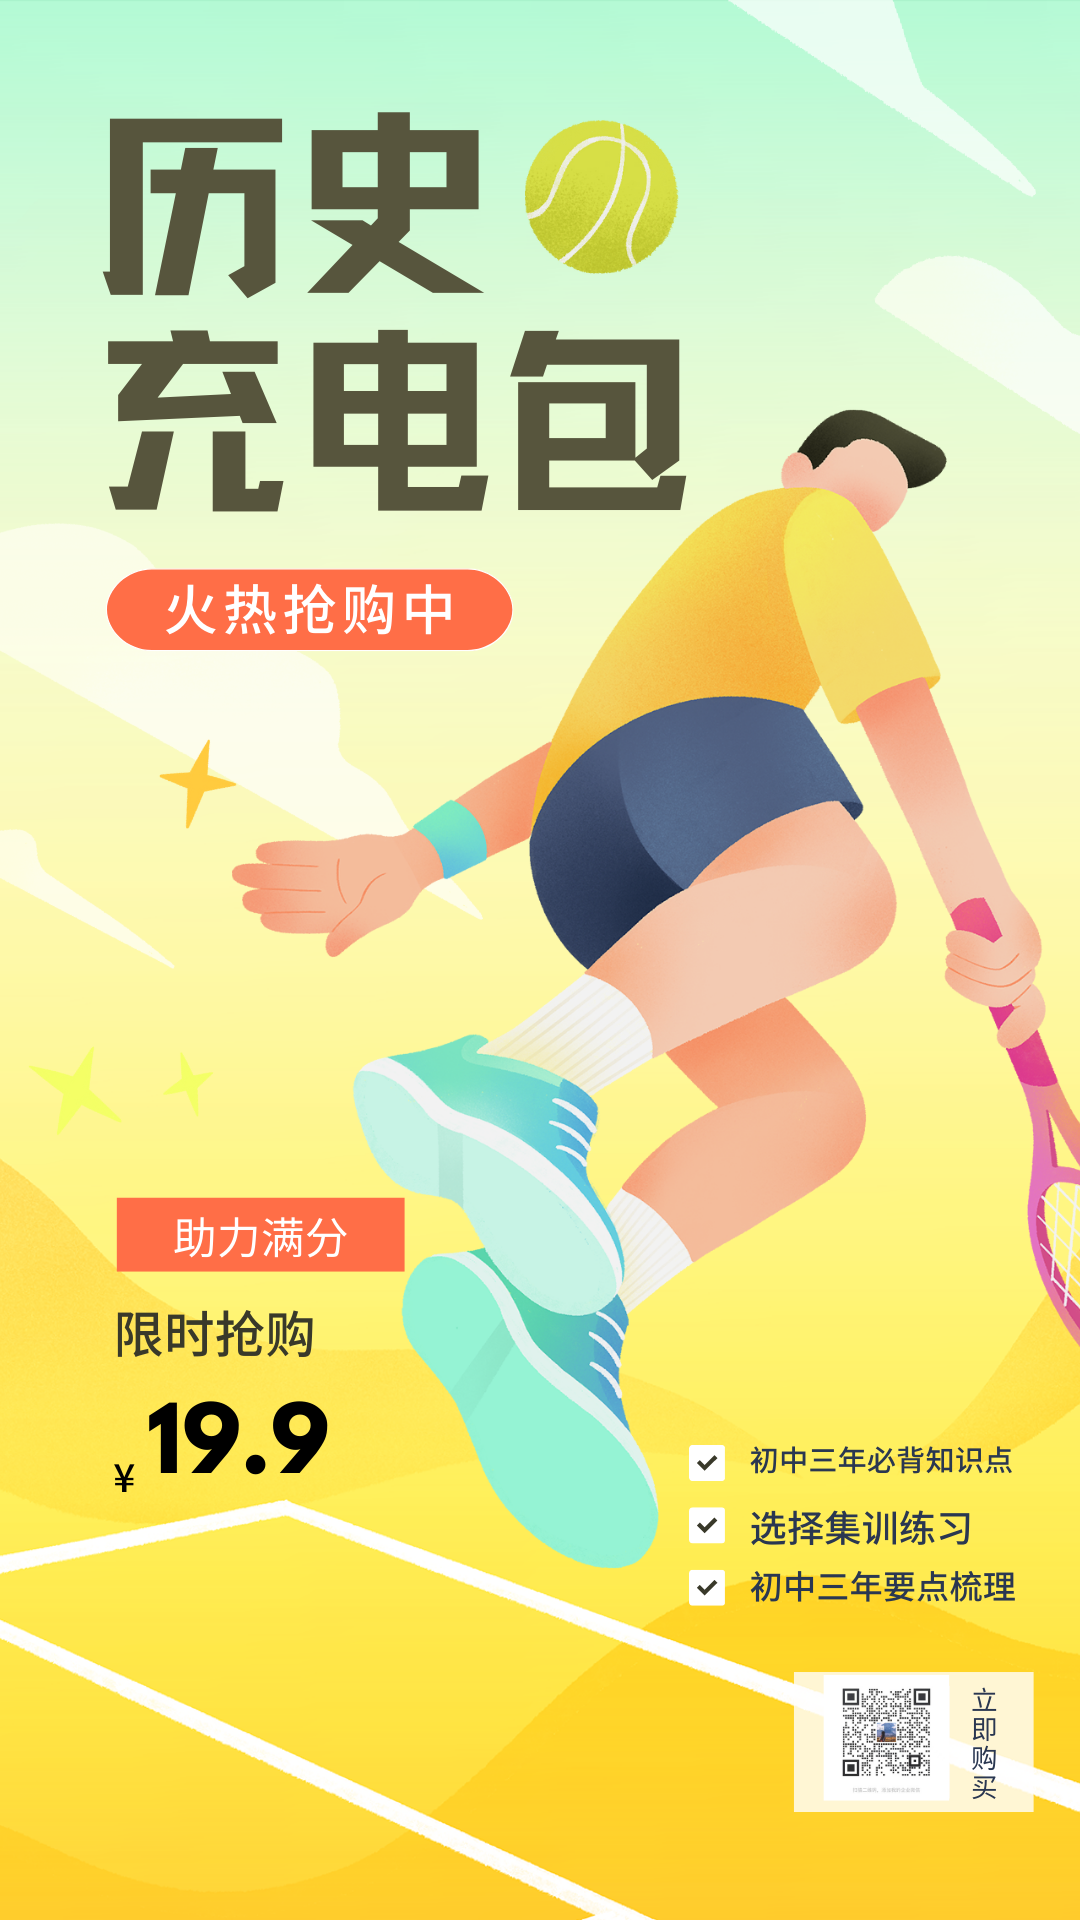 历史
充电包
火热抢购中
助力满分
限时抢购
¥19.9
初中三年必背知识点
选择集训练习
初中三年要点梳理
立即购买